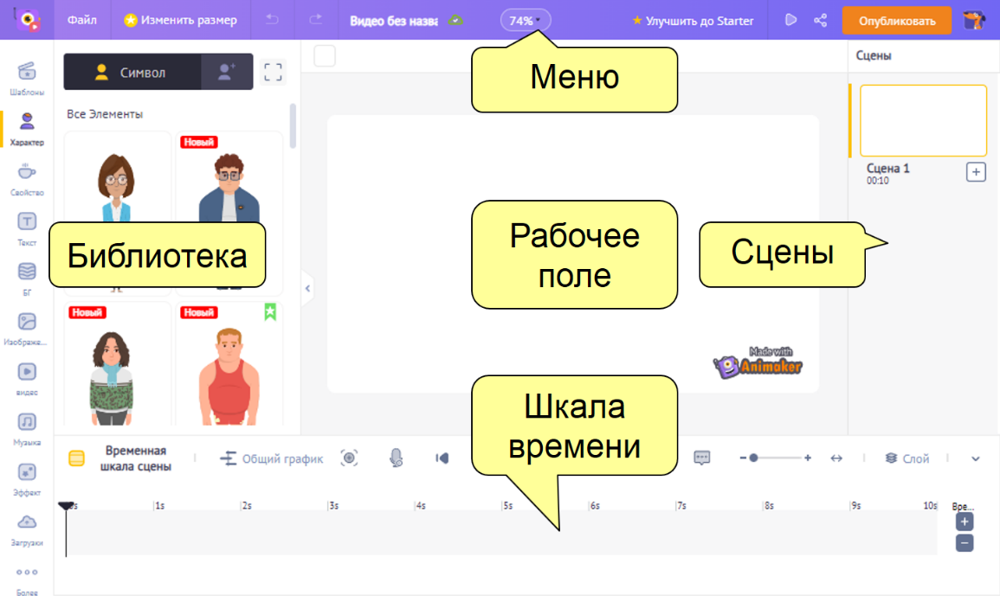 Файл
Изменить размер
Видео без назва
74%
Улучшить до Starter
Опубликовать
Меню
Сцены
Символ
Все Элементы
Новый
Новый
Новый
Шаблоны
Характер
Свойство
Текст
БГ
Изображе...
видео
Музыка
Эффект
Загрузки
Более
Библиотека
Рабочее
поле
Сцены
Сцена 1
00:10
Made with
Animaker
Шкала
времени
Временная
шкала сцены
Общий график
Слой
0s 1s 2s 3s 4s 5s 6s 7s 8s 9s 10s Вре...